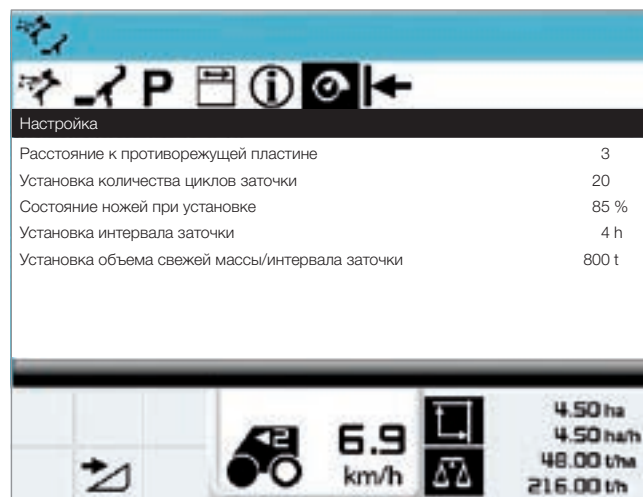 P
Настройка
Расстояние к противорежущей пластине 3
Установка количества циклов заточки 20
Состояние ножей при установке 85 %
Установка интервала заточки 4 h
Установка объема свежей массы/интервала заточки 800 t
2
6.9
km/h
4.50 ha
4.50 ha/h
48.00 t/ha
216.00 t/h